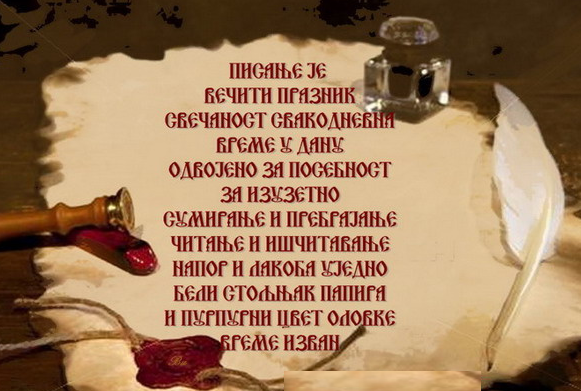 ПИСАЊЕ ЈЕ
ВЕЧИТИ ПРАЗНИК
СВЕЧАНОСТ СВАКОДНЕВНА
ВРЕМЕ У ДАНУ
ОДВОЈЕНО ЗА ПОСЕБНОСТ
ЗА ИЗУЗЕТНО
СУМИРАЊЕ И ПРЕБРАЈАЊЕ
ЧИТАЊЕ И ИШЧИТАВАЊЕ
НАПОР И ЛАКОЋА УЈЕДНО
БЕЛИ СТОЉЊАК ПАПИРА
И ПУРПУРНИ ЦВЕТ ОЛОВКЕ
ВРЕМЕ ИЗВАН